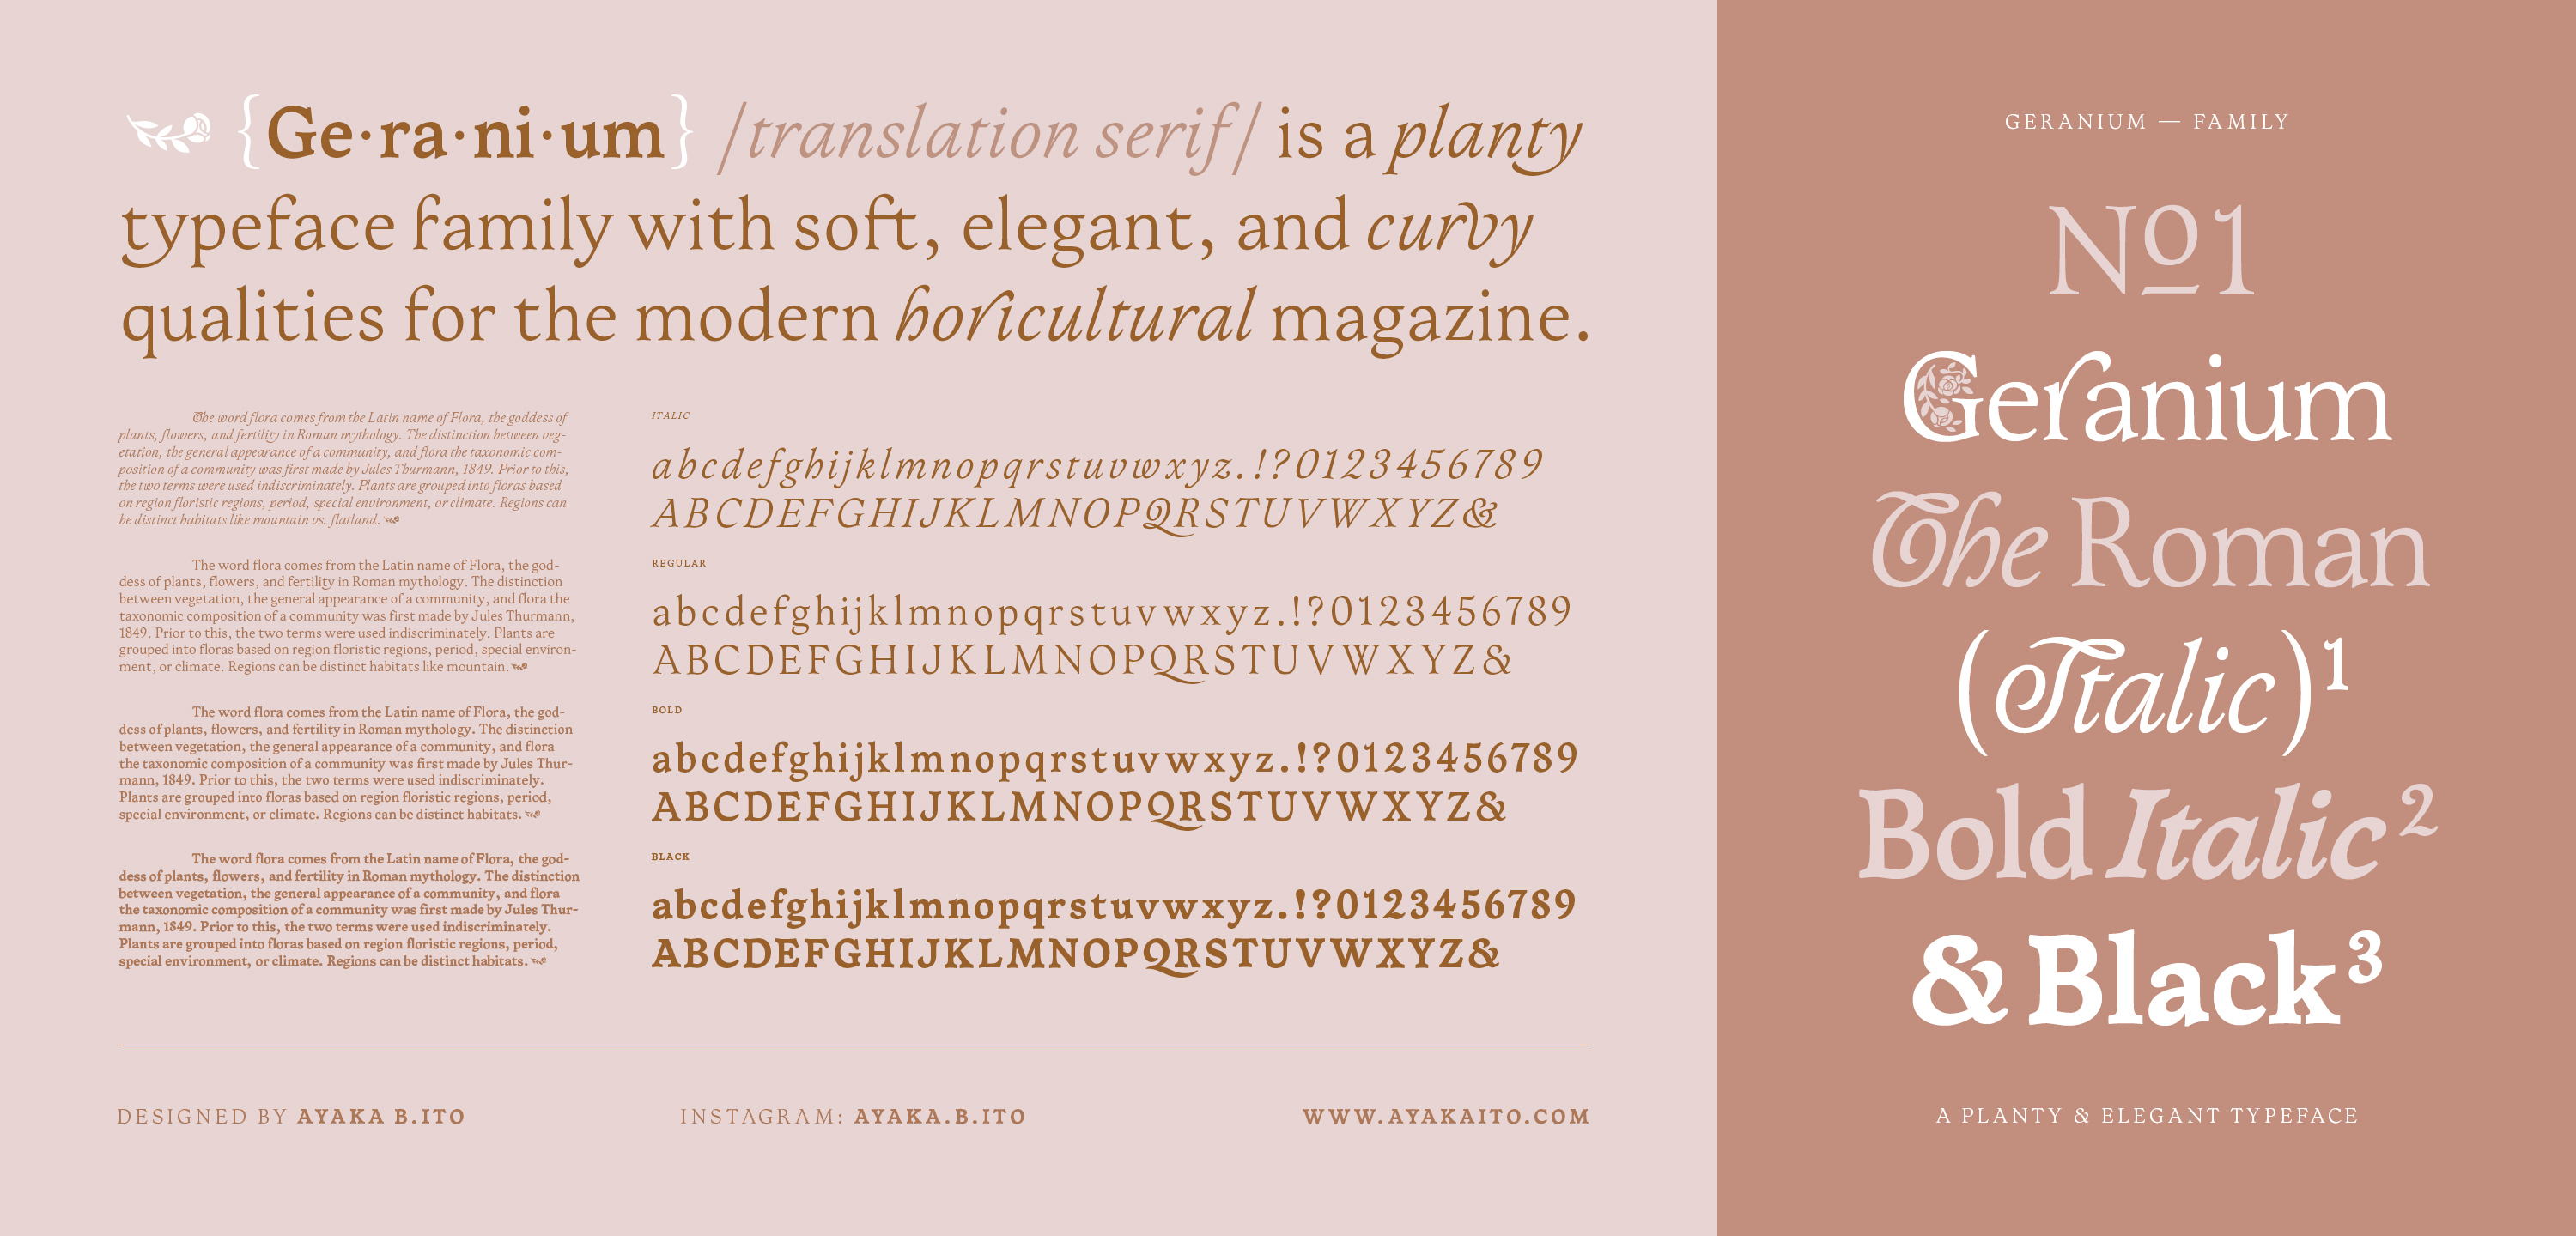 {Ge·ra·ni·um} /translation serif/ is a planty
typeface family with soft, elegant, and curvy
qualities for the modern horicultural magazine.
The word flora comes from the Latin name of Flora, the goddess of
plants, flowers, and fertility in Roman mythology. The distinction between veg-
etation, the general appearance of a community, and flora the taxonomic com-
position of a community was first made by Jules Thurmann, 1849. Prior to this,
the two terms were used indiscriminately. Plants are grouped into floras based
on region floristic regions, period, special environment, or climate. Regions can
be distinct habitats like mountain vs. flatland.
The word flora comes from the Latin name of Flora, the god-
dess of plants, flowers, and fertility in Roman mythology. The distinction
between vegetation, the general appearance of a community, and flora the
taxonomic composition of a community was first made by Jules Thurmann,
1849. Prior to this, the two terms were used indiscriminately. Plants are
grouped into floras based on region floristic regions, period, special environ-
ment, or climate. Regions can be distinct habitats like mountain.
The word flora comes from the Latin name of Flora, the god-
dess of plants, flowers, and fertility in Roman mythology. The distinction
between vegetation, the general appearance of a community, and flora
the taxonomic composition of a community was first made by Jules Thur-
mann, 1849. Prior to this, the two terms were used indiscriminately.
Plants are grouped into floras based on region floristic regions, period,
special environment, or climate. Regions can be distinct habitats.
The word flora comes from the Latin name of Flora, the god-
dess of plants, flowers, and fertility in Roman mythology. The distinction
between vegetation, the general appearance of a community, and flora
the taxonomic composition of a community was first made by Jules Thur-
mann, 1849. Prior to this, the two terms were used indiscriminately.
Plants are grouped into floras based on region floristic regions, period,
special environment, or climate. Regions can be distinct habitats.
ITALIC
abcdefghijklmnopqrstuvwxyz.!?0123456789
ABCDEFGHIJKLMNOPQRSTUVWXYZ&
REGULAR
abcdefghijklmnopqrstuvwxyz.!?0123456789
ABCDEFGHIJKLMNOPQRSTUVWXYZ&
BOLD
abcdefghijklmnopqrstuvwxyz.!?0123456789
ABCDEFGHIJKLMNOPQRSTUVWXYZ&
BLACK
abcdefghijklmnopqrstuvwxyz.!?0123456789
ABCDEFGHIJKLMNOPQRSTUVWXYZ&
DESIGNED BY AYAKA B.ITO
INSTAGRAM: AYAKA.B.ITO
WWW.AYAKAITO.COM
GERANIUM — FAMILY
Nº1
Geranium
The Roman
(Italic)¹
Bold Italic²
& Black³
A PLANTY & ELEGANT TYPEFACE